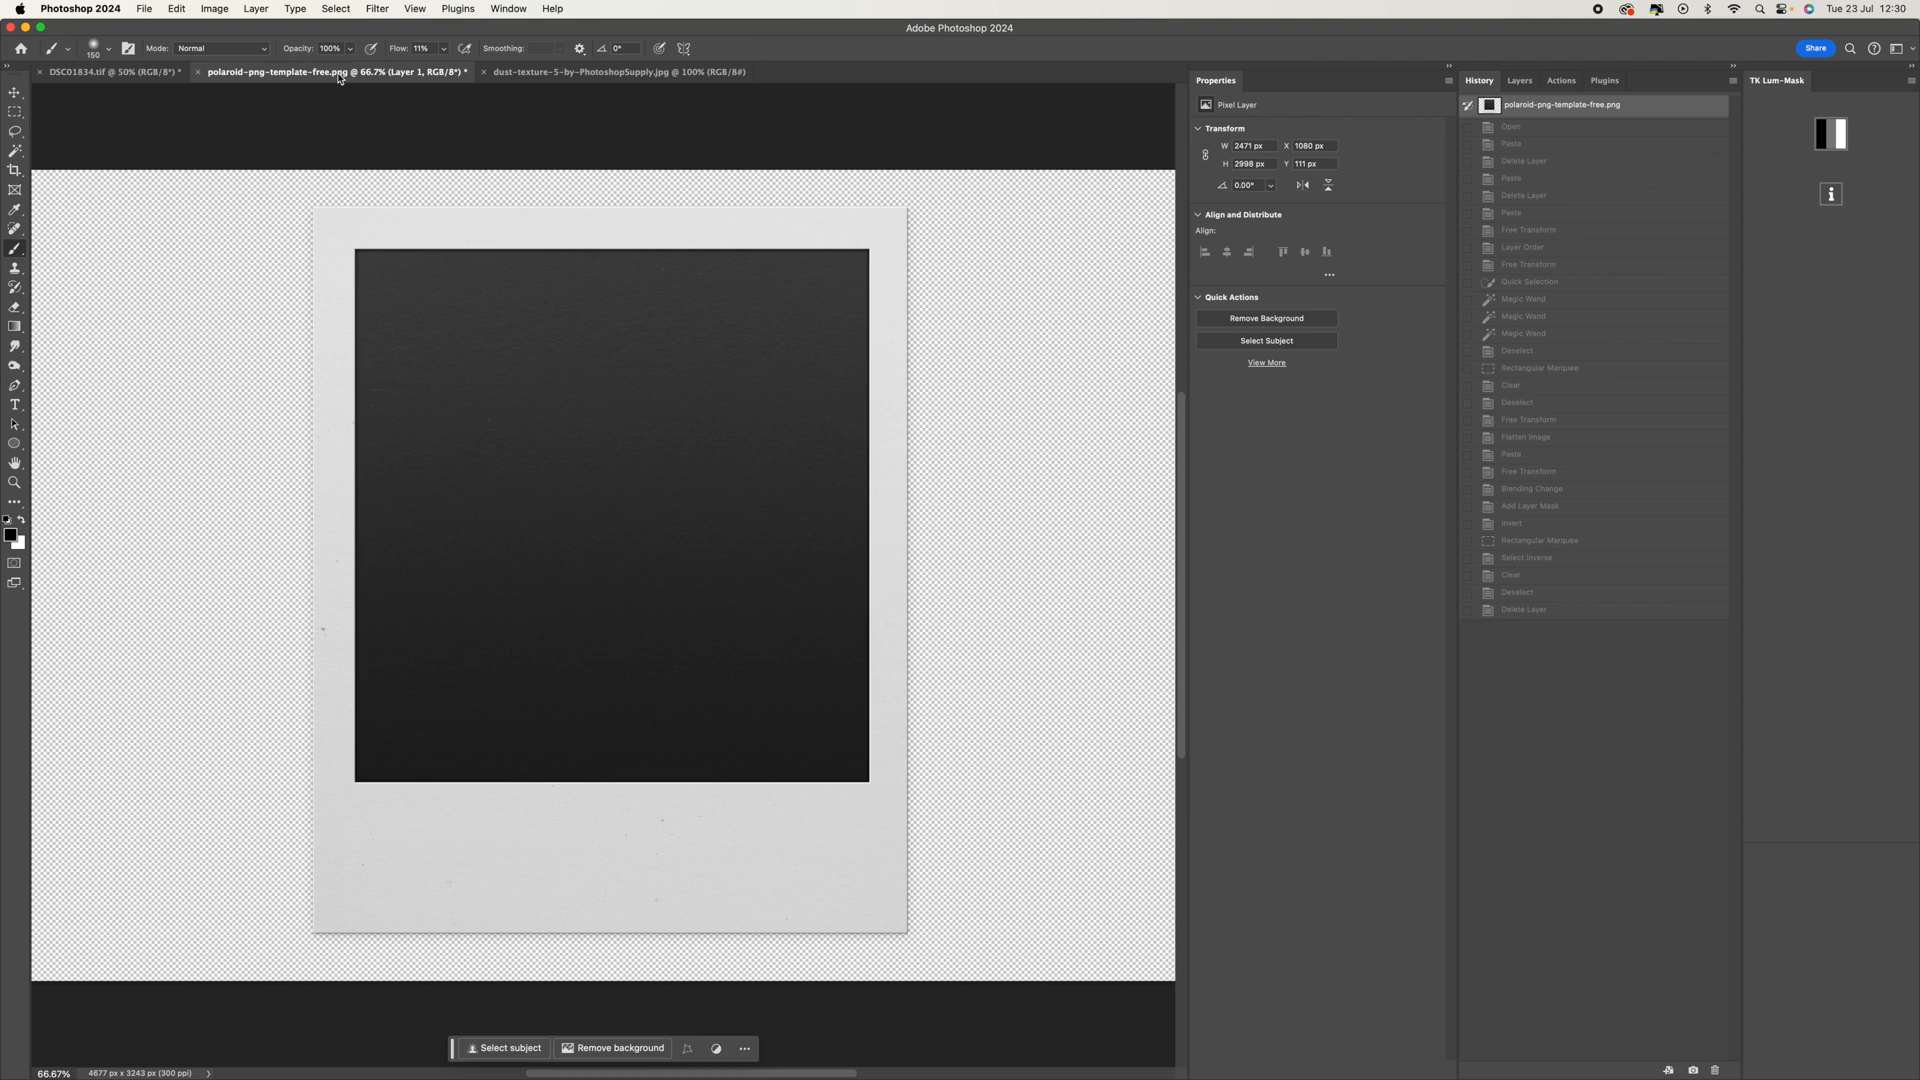 Photoshop 2024 File Edit Image Layer Type Select Filter View Plugins Window Help Tue 23 Jul 12:30
Adobe Photoshop 2024
150 Mode: Normal Opacity: 100% Flow: 11% Smoothing: 0° Share
DSC01834.tif @ 50% (RGB/8*) * polaroid-png-template-free.png @ 66.7% (Layer 1, RGB/8*) * dust-texture-5-by-PhotoshopSupply.jpg @ 100% (RGB/8#)
Properties
Pixel Layer
Transform
W 2471 px X 1080 px
H 2998 px Y 111 px
0.00°
Align and Distribute
Align:
Quick Actions
Remove Background
Select Subject
View More
History Layers Actions Plugins
polaroid-png-template-free.png
Open
Paste
Delete Layer
Paste
Delete Layer
Paste
Free Transform
Layer Order
Free Transform
Quick Selection
Magic Wand
Magic Wand
Magic Wand
Deselect
Rectangular Marquee
Clear
Deselect
Free Transform
Flatten Image
Paste
Free Transform
Blending Change
Add Layer Mask
Invert
Rectangular Marquee
Select Inverse
Clear
Deselect
Delete Layer
TK Lum-Mask
Select subject Remove background
66.67% 4677 px x 3243 px (300 ppi)